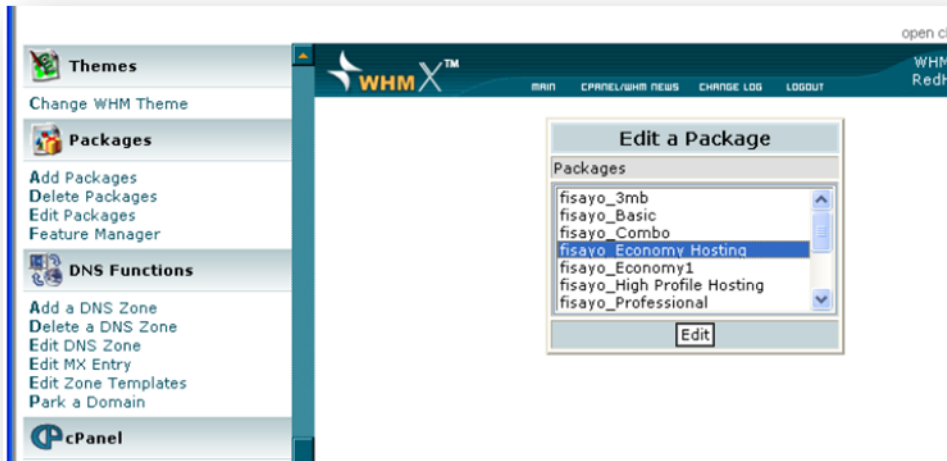 open c
Themes
Change WHM Theme
Packages
Add Packages
Delete Packages
Edit Packages
Feature Manager
DNS Functions
Add a DNS Zone
Delete a DNS Zone
Edit DNS Zone
Edit MX Entry
Edit Zone Templates
Park a Domain
cPanel
WHM X™
MAIN CPANEL/WHM NEWS CHANGE LOG LOGOUT
WHM
RedH
Edit a Package
Packages
fisayo_3mb
fisayo_Basic
fisayo_Combo
fisayo_Economy Hosting
fisayo_Economy1
fisayo_High Profile Hosting
fisayo_Professional
Edit